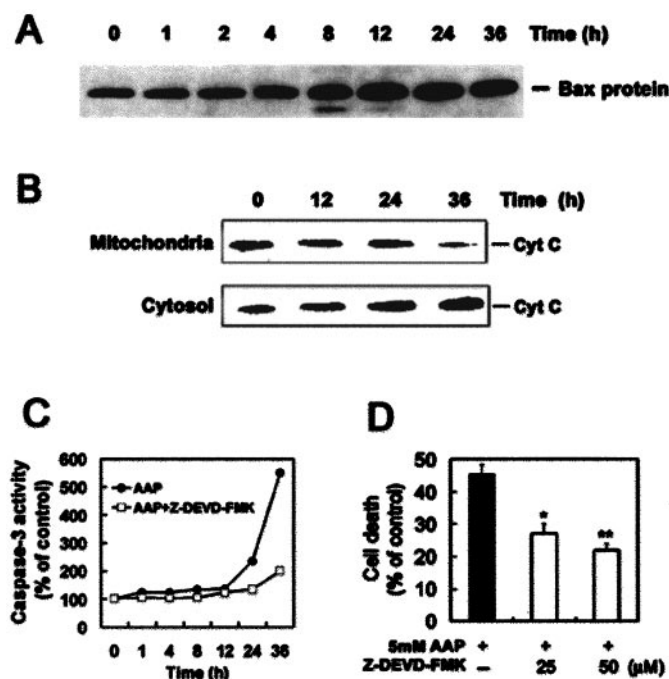 A
0 1 2 4 8 12 24 36 Time (h)
— Bax protein
B
0 12 24 36 Time (h)
Mitochondria — Cyt C
Cytosol — Cyt C
C
Caspase-3 activity
(% of control)
600
500
400
300
200
100
0
AAP
AAP+Z-DEVD-FMK
0 1 4 8 12 24 36
Time (h)
D
Cell death
(% of control)
50
40
30
20
10
0
*
**
5mM AAP + + +
Z-DEVD-FMK – 25 50 (μM)